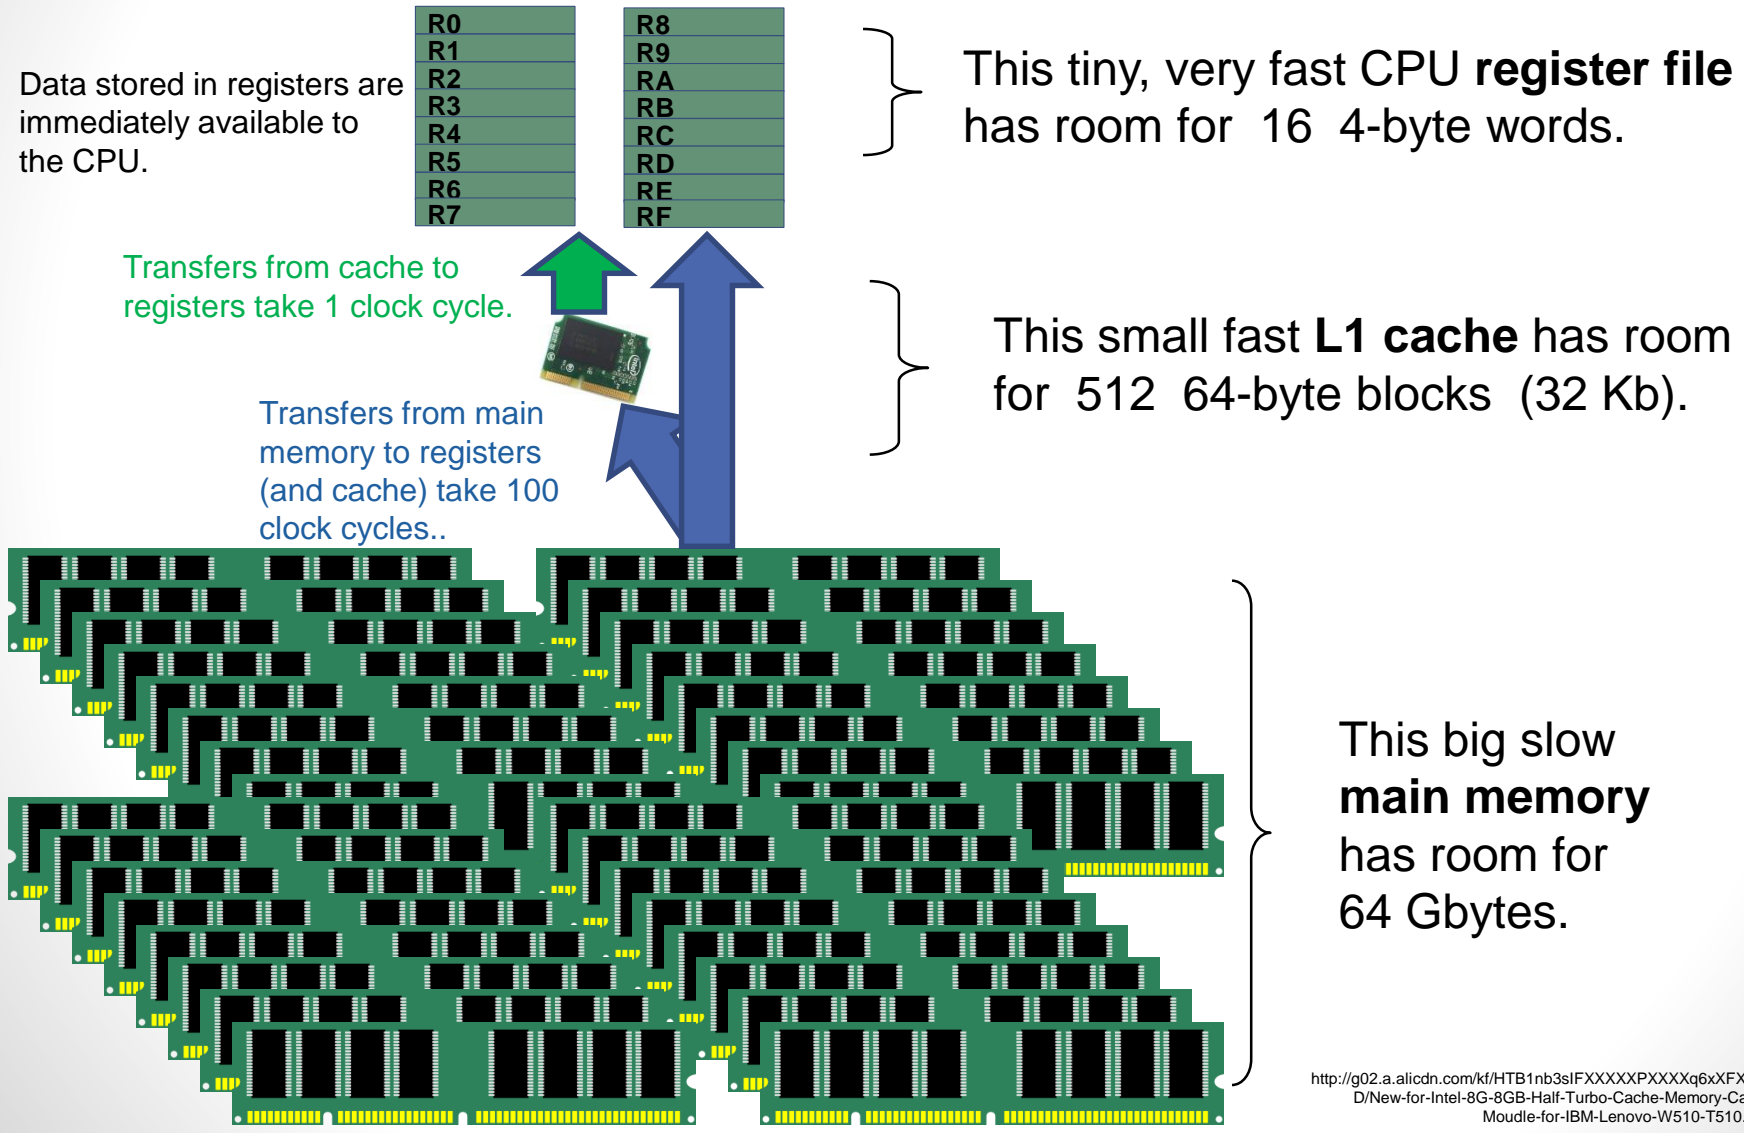 R0
R1
R2
R3
R4
R5
R6
R7
R8
R9
RA
RB
RC
RD
RE
RF
Data stored in registers are
immediately available to
the CPU.
This tiny, very fast CPU register file
has room for 16 4-byte words.
Transfers from cache to
registers take 1 clock cycle.
This small fast L1 cache has room
for 512 64-byte blocks (32 Kb).
Transfers from main
memory to registers
(and cache) take 100
clock cycles..
This big slow
main memory
has room for
64 Gbytes.
http://g02.a.alicdn.com/kf/HTB1nb3sIFXXXXXPXXXXq6xXFX
D/New-for-Intel-8G-8GB-Half-Turbo-Cache-Memory-Ca
Moudle-for-IBM-Lenovo-W510-T510.